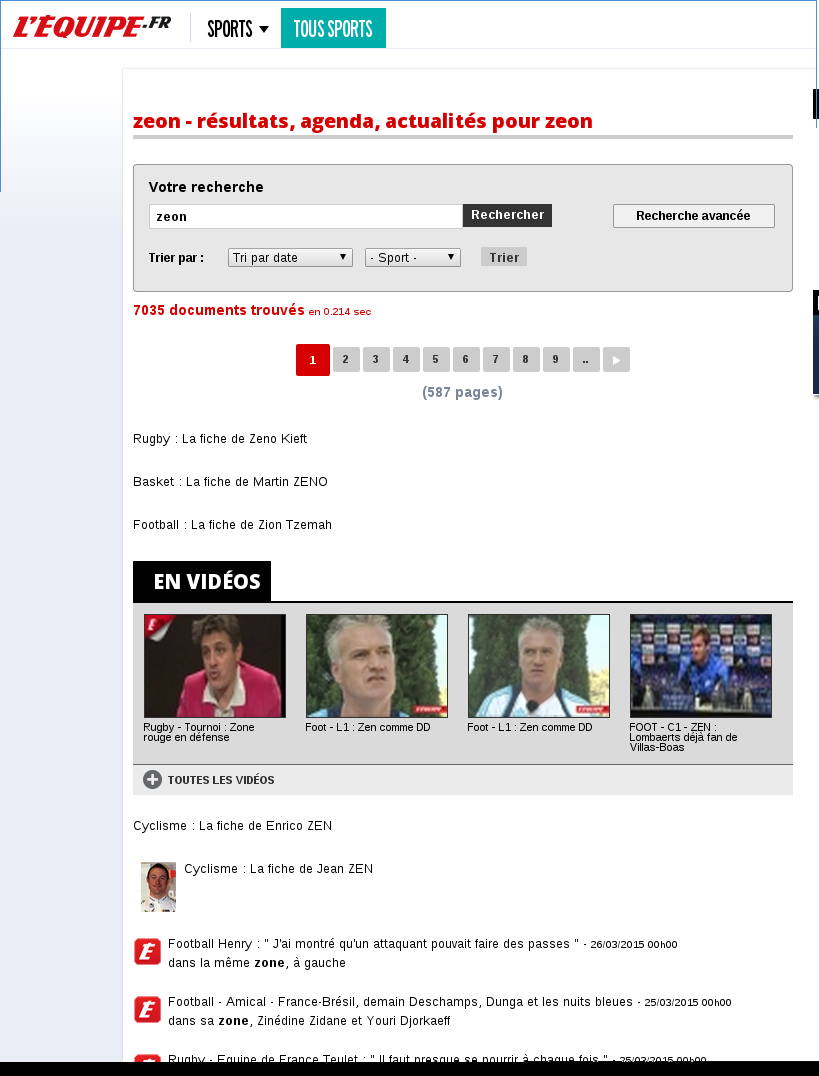 L'ÉQUIPE.FR SPORTS TOUS SPORTS
zeon - résultats, agenda, actualités pour zeon
Votre recherche
zeon Rechercher Recherche avancée
Trier par : Tri par date - Sport - Trier
7035 documents trouvés en 0.214 sec
1 2 3 4 5 6 7 8 9 ..
(587 pages)
Rugby : La fiche de Zeno Kieft
Basket : La fiche de Martin ZENO
Football : La fiche de Zion Tzemah
EN VIDÉOS
Rugby - Tournoi : Zone
rouge en défense
Foot - L1 : Zen comme DD
Foot - L1 : Zen comme DD
FOOT - C1 - ZEN :
Lombaerts déjà fan de
Villas-Boas
TOUTES LES VIDÉOS
Cyclisme : La fiche de Enrico ZEN
Cyclisme : La fiche de Jean ZEN
Football Henry : " J'ai montré qu'un attaquant pouvait faire des passes " - 26/03/2015 00h00
dans la même zone, à gauche
Football - Amical - France-Brésil, demain Deschamps, Dunga et les nuits bleues - 25/03/2015 00h00
dans sa zone, Zinédine Zidane et Youri Djorkaeff
Rugby - Equipe de France Teulet : " Il faut presque se pourrir à chaque fois " - 25/03/2015 00h00